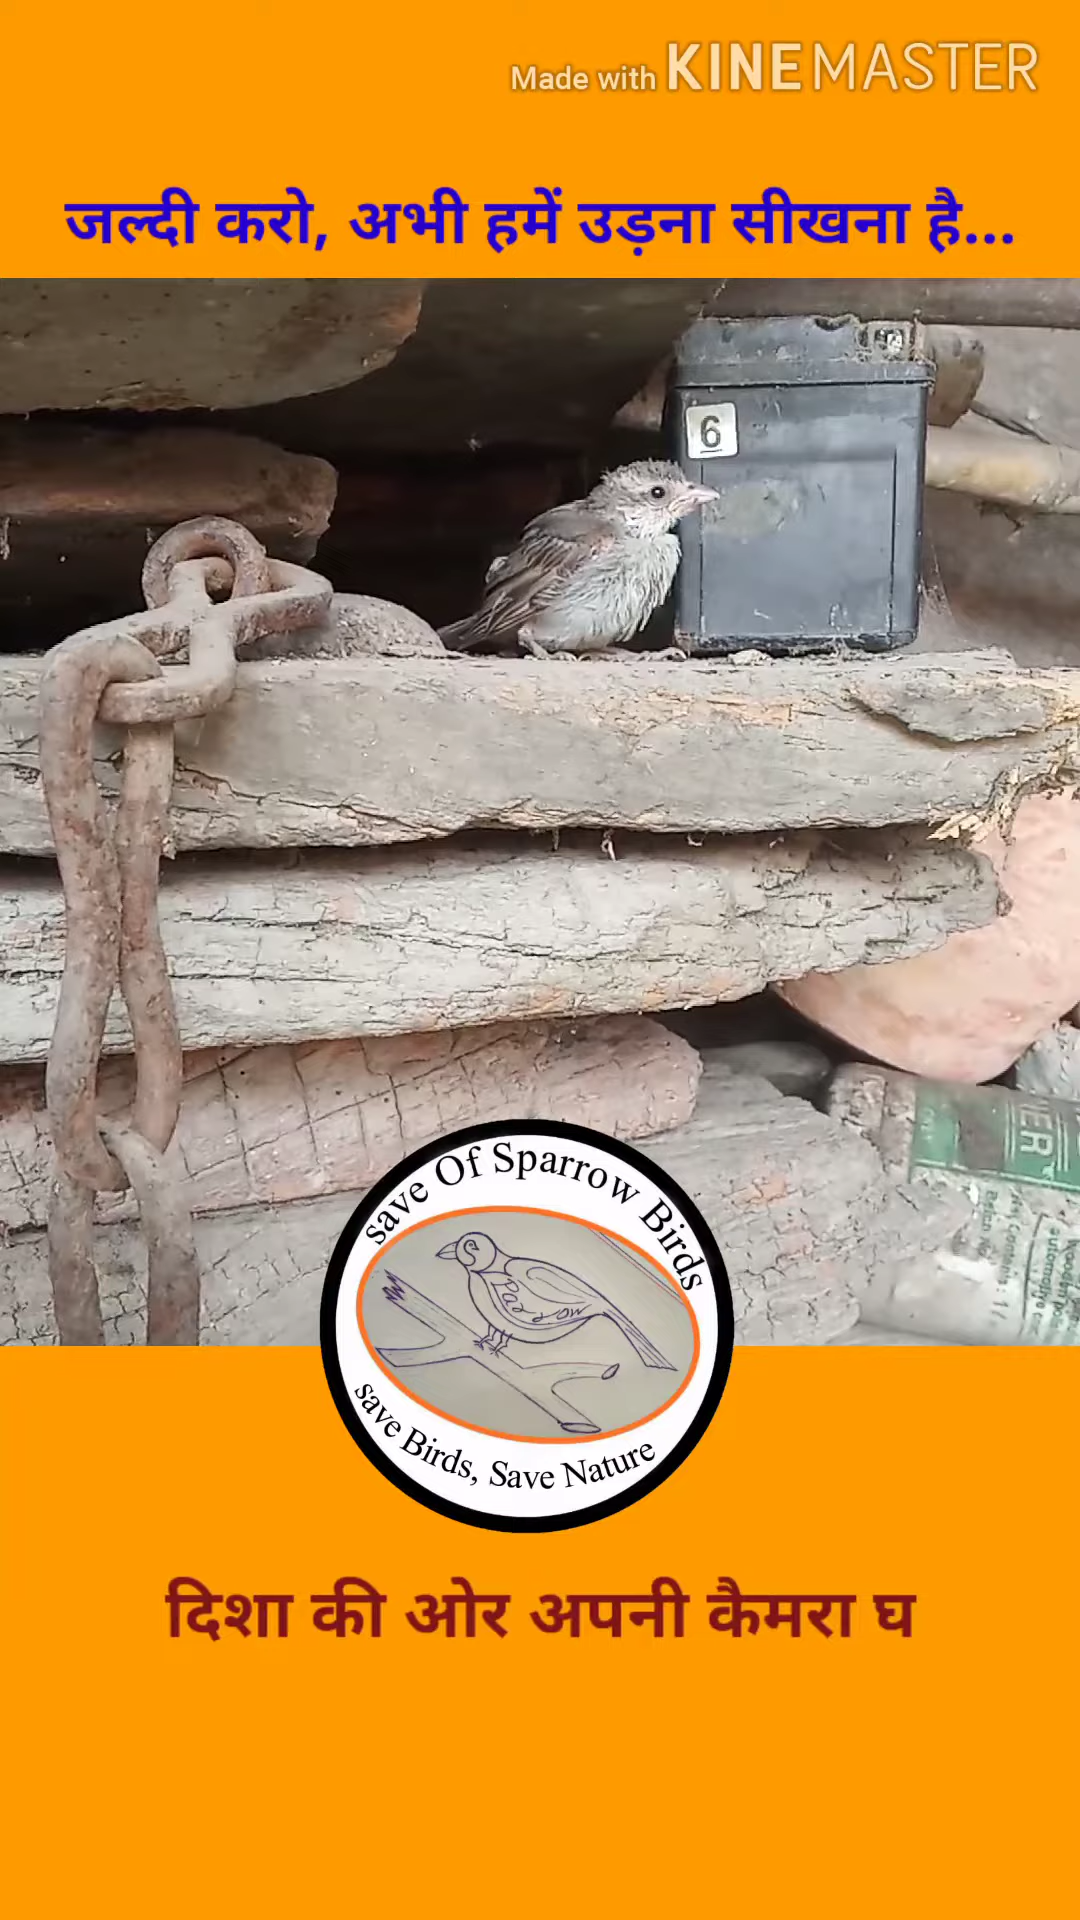 Made with KINEMASTER
जल्दी करो, अभी हमें उड़ना सीखना है...
6
save Of Sparrow Birds
Parrow
save Birds, Save Nature
दिशा की ओर अपनी कैमरा घ